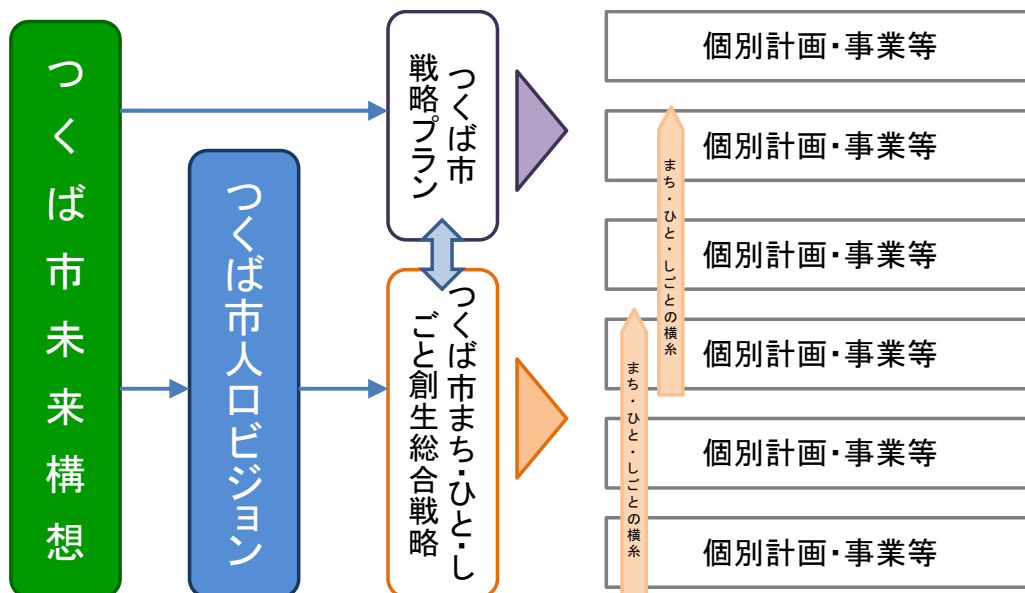 つくば市未来構想
つくば市人口ビジョン
つくば市
戦略プラン
つくば市まち・ひと・し
ごと創生総合戦略
個別計画・事業等
個別計画・事業等
個別計画・事業等
個別計画・事業等
個別計画・事業等
個別計画・事業等
まち・ひと・しごとの横糸
まち・ひと・しごとの横糸